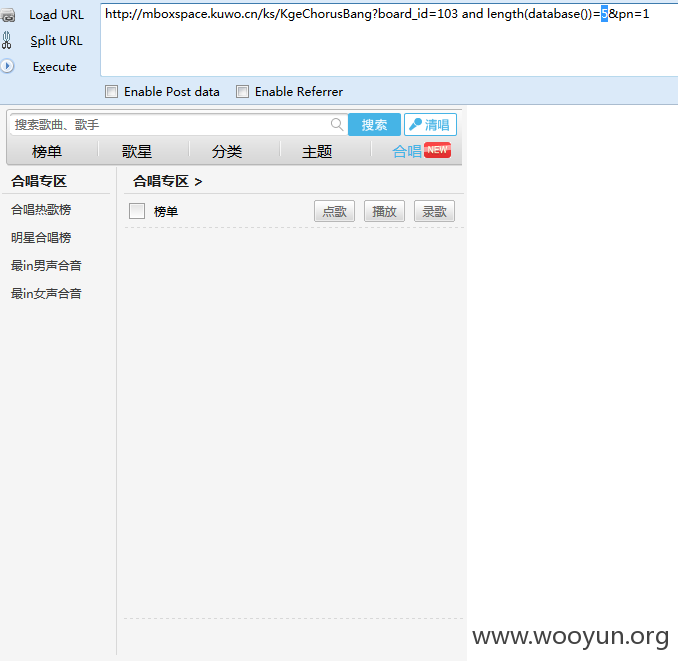 Load URL
http://mboxspace.kuwo.cn/ks/KgeChorusBang?board_id=103 and length(database())=5&pn=1
Split URL
Execute
Enable Post data
Enable Referrer
搜索歌曲、歌手
搜索
清唱
榜单
歌星
分类
主题
合唱
NEW
合唱专区
合唱热歌榜
明星合唱榜
最in男声合音
最in女声合音
合唱专区 >
榜单
点歌
播放
录歌
www.wooyun.org